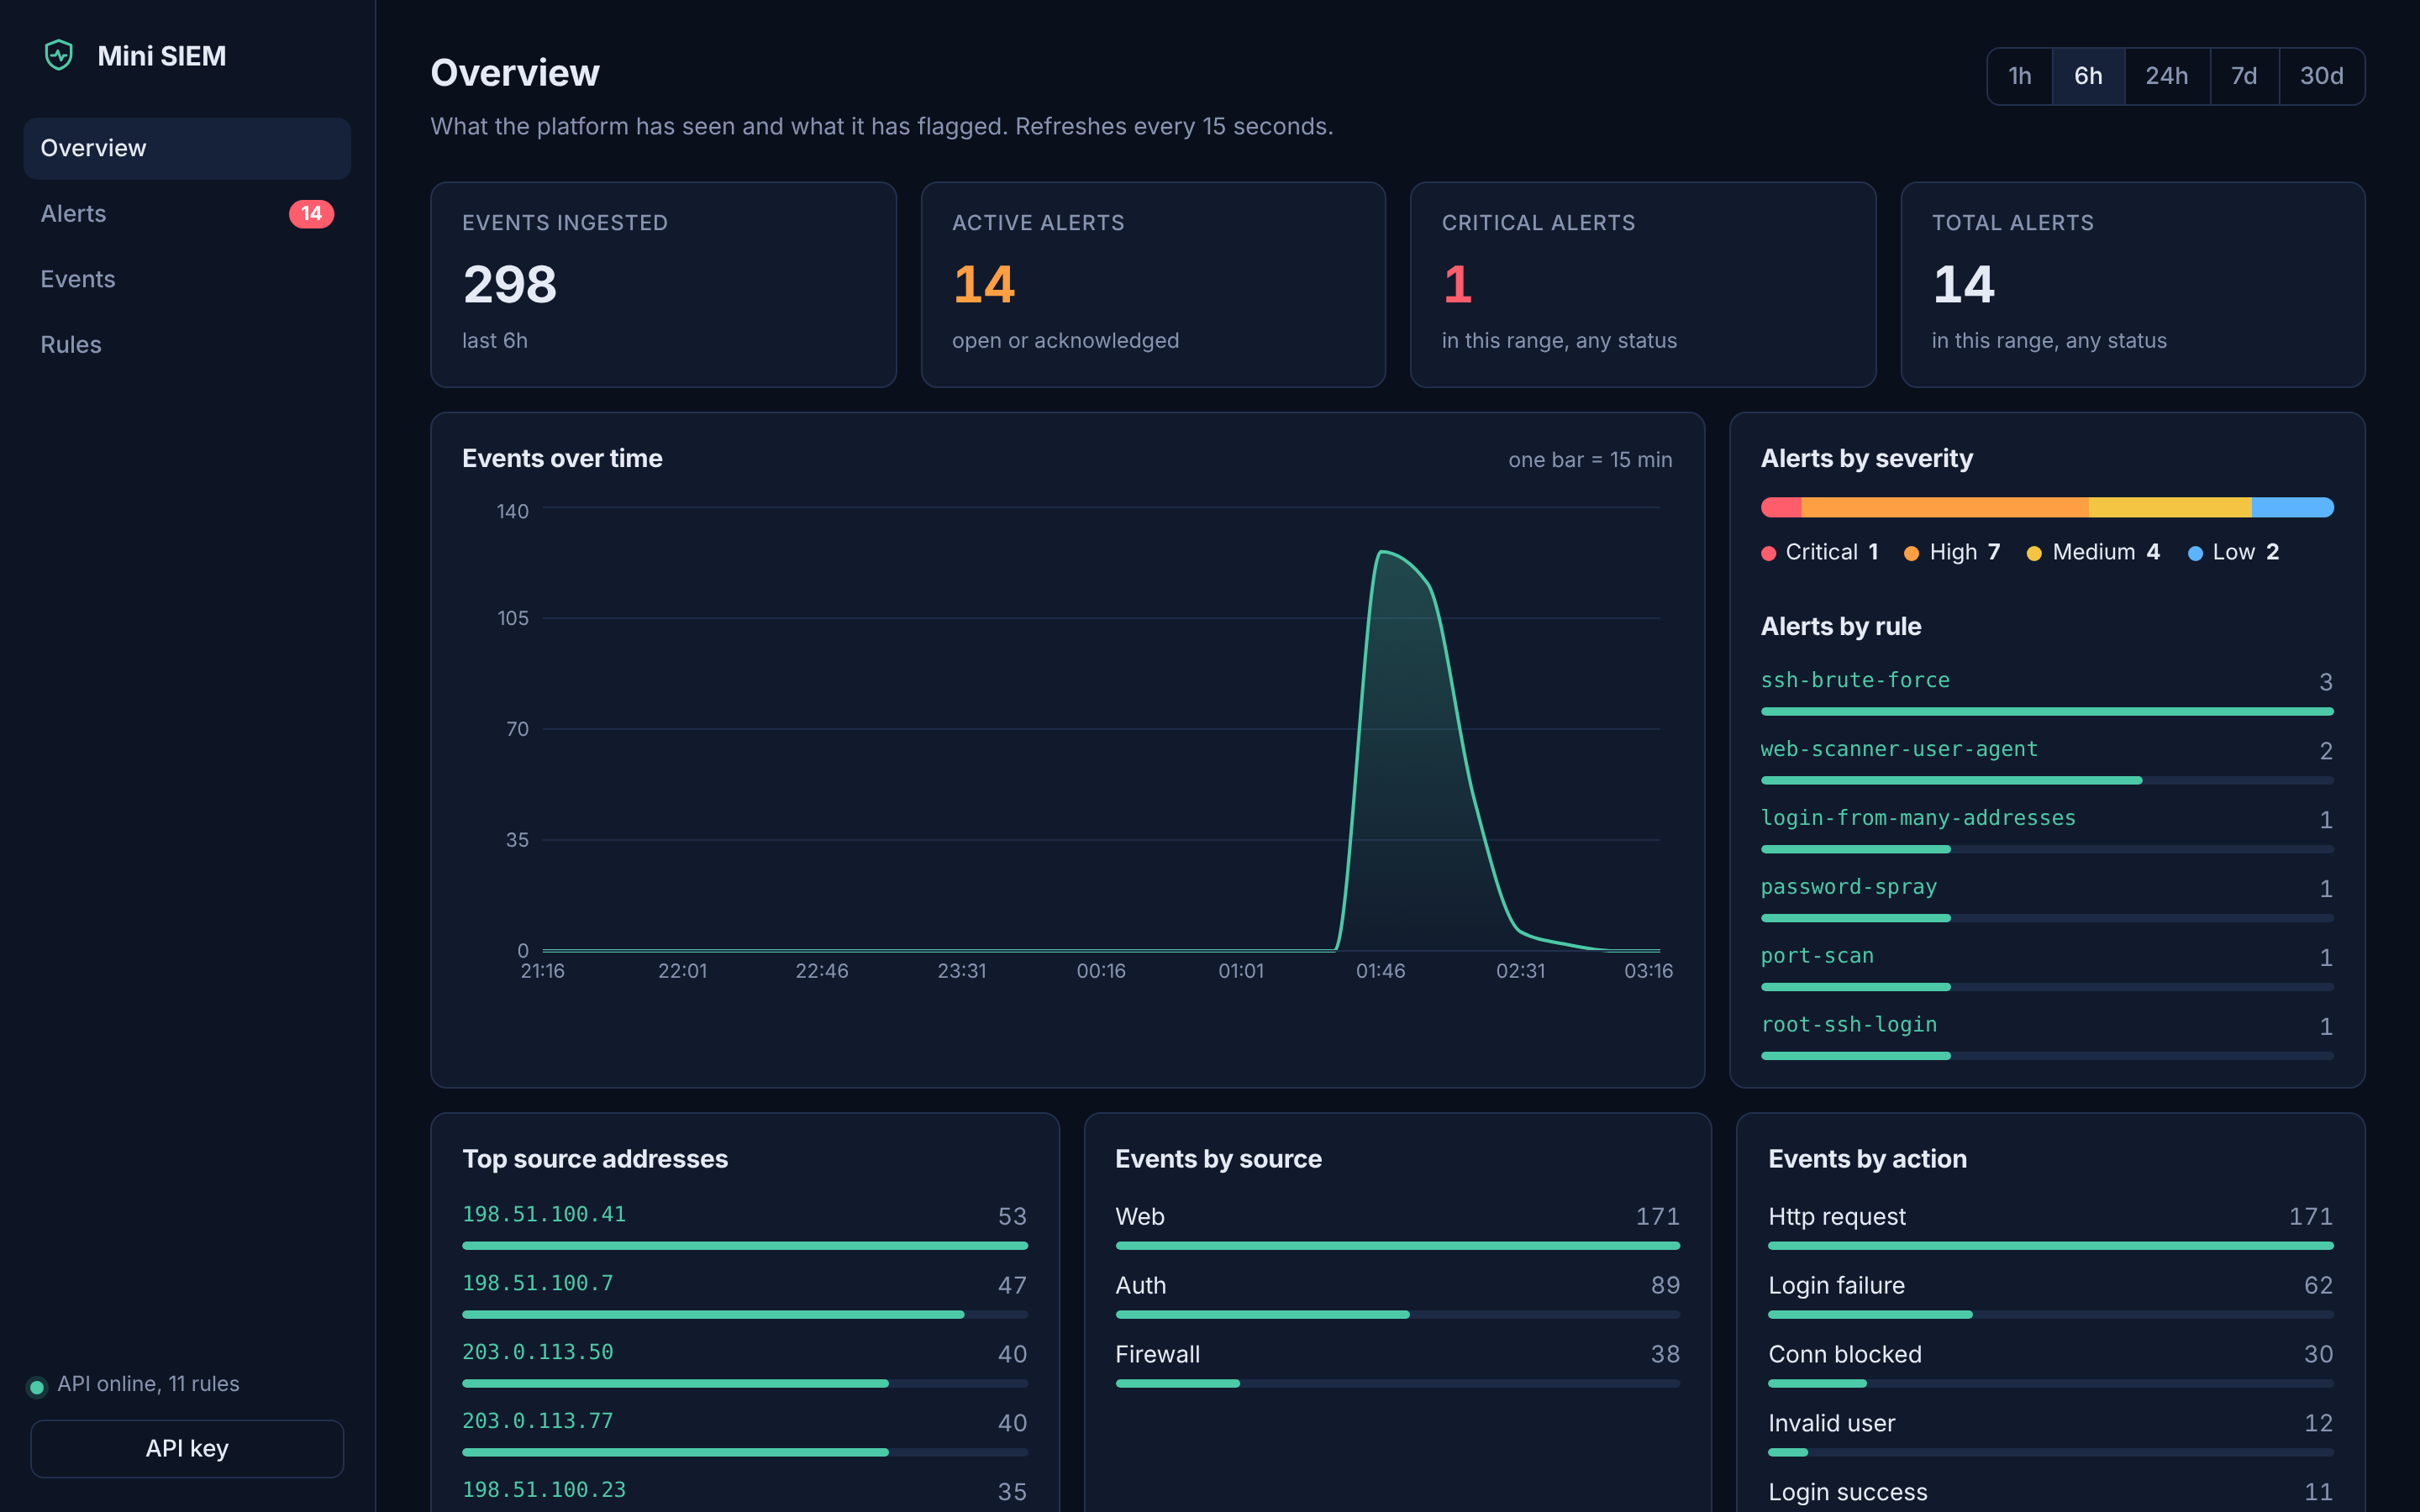 Mini SIEM
Overview
Alerts 14
Events
Rules
API online, 11 rules
API key
Overview
What the platform has seen and what it has flagged. Refreshes every 15 seconds.
1h 6h 24h 7d 30d
EVENTS INGESTED
298
last 6h
ACTIVE ALERTS
14
open or acknowledged
CRITICAL ALERTS
1
in this range, any status
TOTAL ALERTS
14
in this range, any status
Events over time
one bar = 15 min
140
105
70
35
0
21:16 22:01 22:46 23:31 00:16 01:01 01:46 02:31 03:16
Alerts by severity
Critical 1 High 7 Medium 4 Low 2
Alerts by rule
ssh-brute-force 3
web-scanner-user-agent 2
login-from-many-addresses 1
password-spray 1
port-scan 1
root-ssh-login 1
Top source addresses
198.51.100.41 53
198.51.100.7 47
203.0.113.50 40
203.0.113.77 40
198.51.100.23 35
Events by source
Web 171
Auth 89
Firewall 38
Events by action
Http request 171
Login failure 62
Conn blocked 30
Invalid user 12
Login success 11